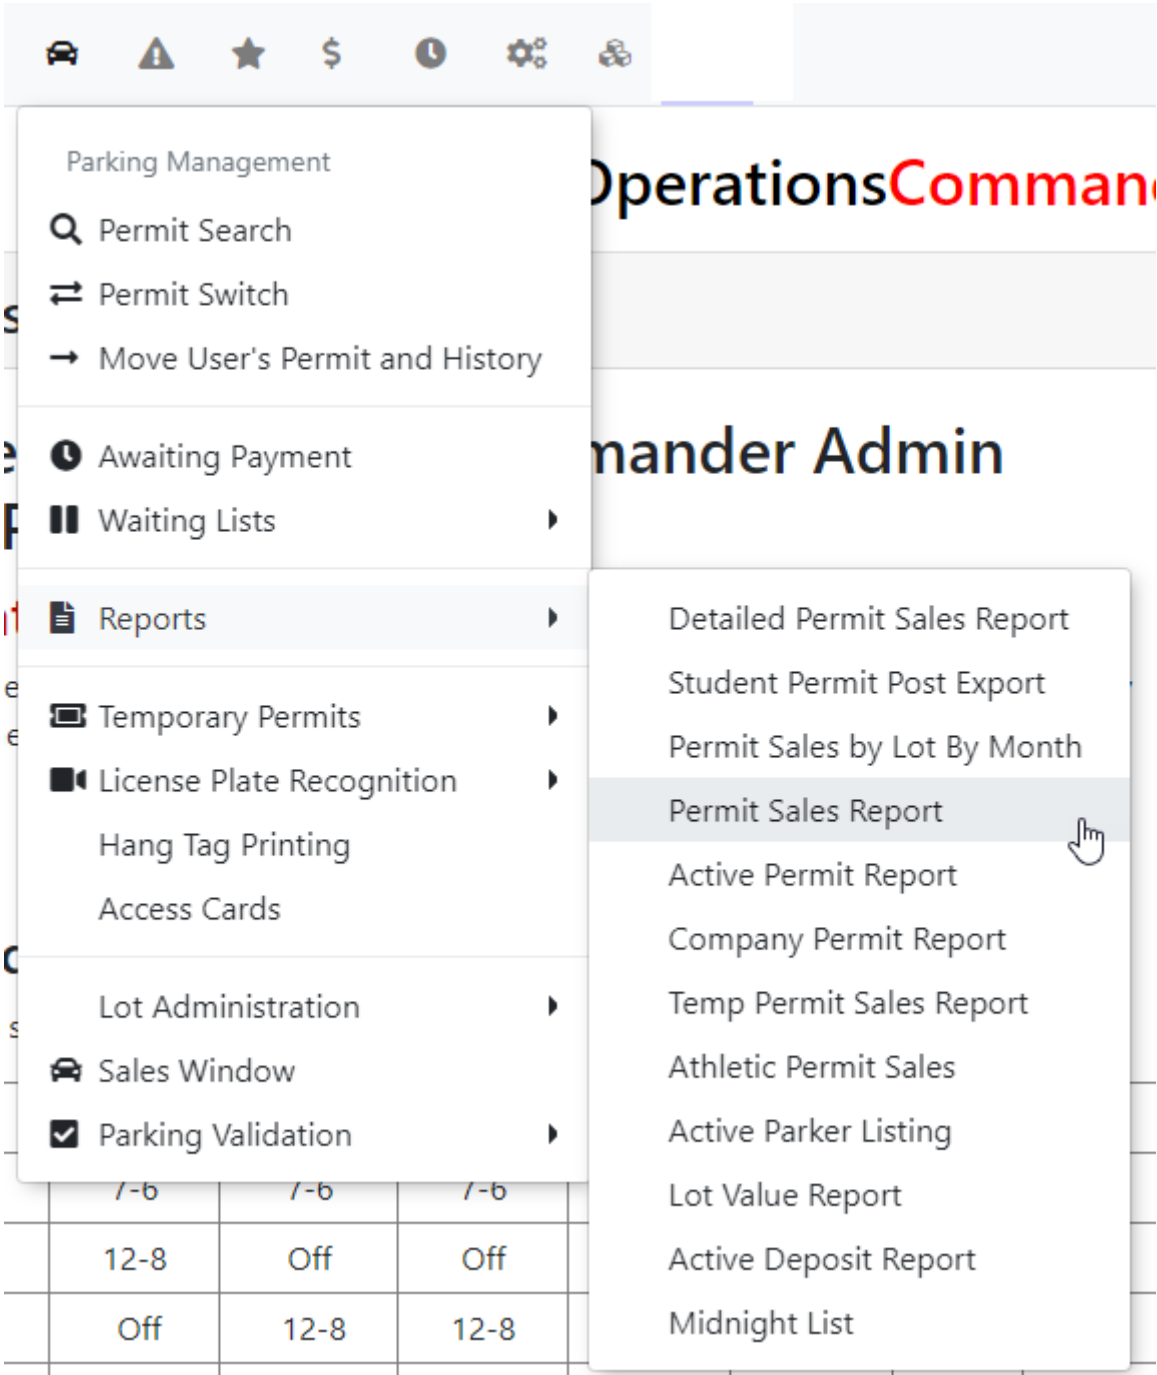 Parking Management
OperationsCommand
Permit Search
Permit Switch
Move User's Permit and History
mander Admin
Awaiting Payment
Waiting Lists
Reports
Temporary Permits
License Plate Recognition
Hang Tag Printing
Access Cards
Lot Administration
Sales Window
Parking Validation
Detailed Permit Sales Report
Student Permit Post Export
Permit Sales by Lot By Month
Permit Sales Report
Active Permit Report
Company Permit Report
Temp Permit Sales Report
Athletic Permit Sales
Active Parker Listing
Lot Value Report
Active Deposit Report
Midnight List
7-6 7-6 7-6
12-8 Off Off
Off 12-8 12-8